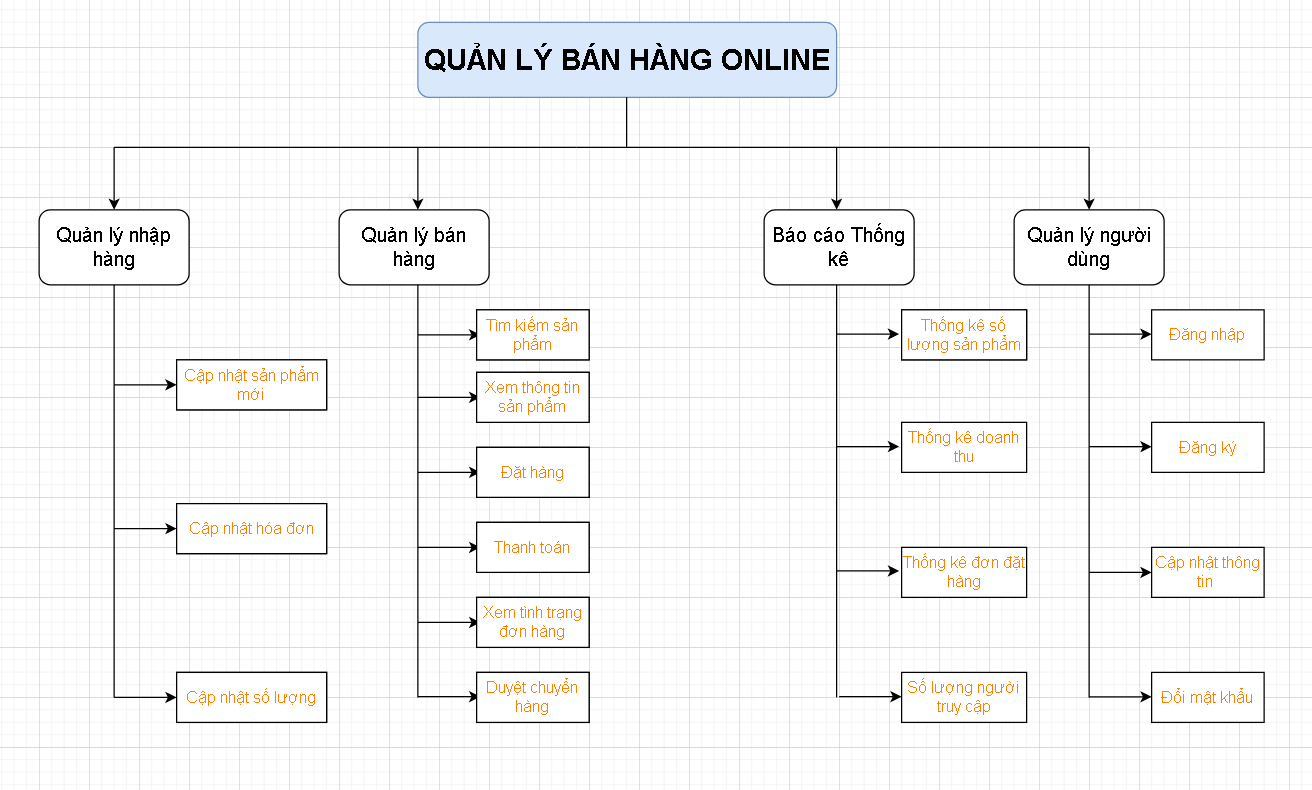 QUẢN LÝ BÁN HÀNG ONLINE
Quản lý nhập
hàng
Quản lý bán
hàng
Báo cáo Thống
kê
Quản lý người
dùng
Cập nhật sản phẩm
mới
Cập nhật hóa đơn
Cập nhật số lượng
Tìm kiếm sản
phẩm
Xem thông tin
sản phẩm
Đặt hàng
Thanh toán
Xem tình trạng
đơn hàng
Duyệt chuyển
hàng
Thống kê số
lượng sản phẩm
Thống kê doanh
thu
Thống kê đơn đặt
hàng
Số lượng người
truy cập
Đăng nhập
Đăng ký
Cập nhật thông
tin
Đổi mật khẩu